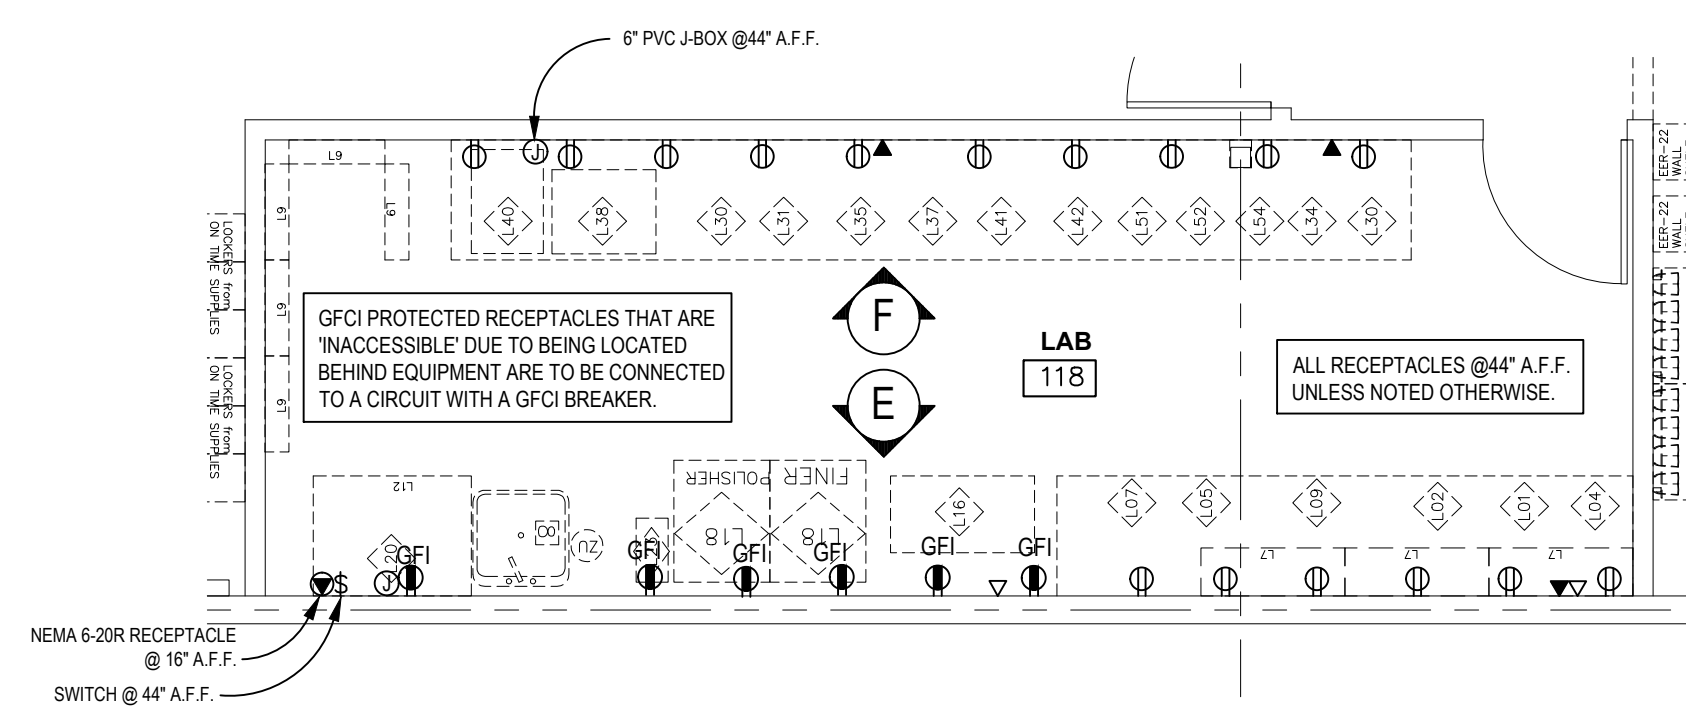 6" PVC J-BOX @44" A.F.F.
L9
J
L9
L9
L40
L38
L30
L31
L35
L37
L41
L42
L51
L52
L54
L34
L30
EER-22
WALL
EER-22
WALL
LOCKERS from
ON TIME SUPPLIES
L9
L9
GFCI PROTECTED RECEPTACLES THAT ARE
'INACCESSIBLE' DUE TO BEING LOCATED
BEHIND EQUIPMENT ARE TO BE CONNECTED
TO A CIRCUIT WITH A GFCI BREAKER.
F
E
LAB
118
ALL RECEPTACLES @44" A.F.F.
UNLESS NOTED OTHERWISE.
LOCKERS from
ON TIME SUPPLIES
L12
POLISHER
FINER
L16
L07
L05
L09
L02
L01
L04
L20
GFI
ZU
GFI
L18
GFI
L18
GFI
GFI
GFI
L7
L7
L7
$
J
NEMA 6-20R RECEPTACLE
@ 16" A.F.F.
SWITCH @ 44" A.F.F.